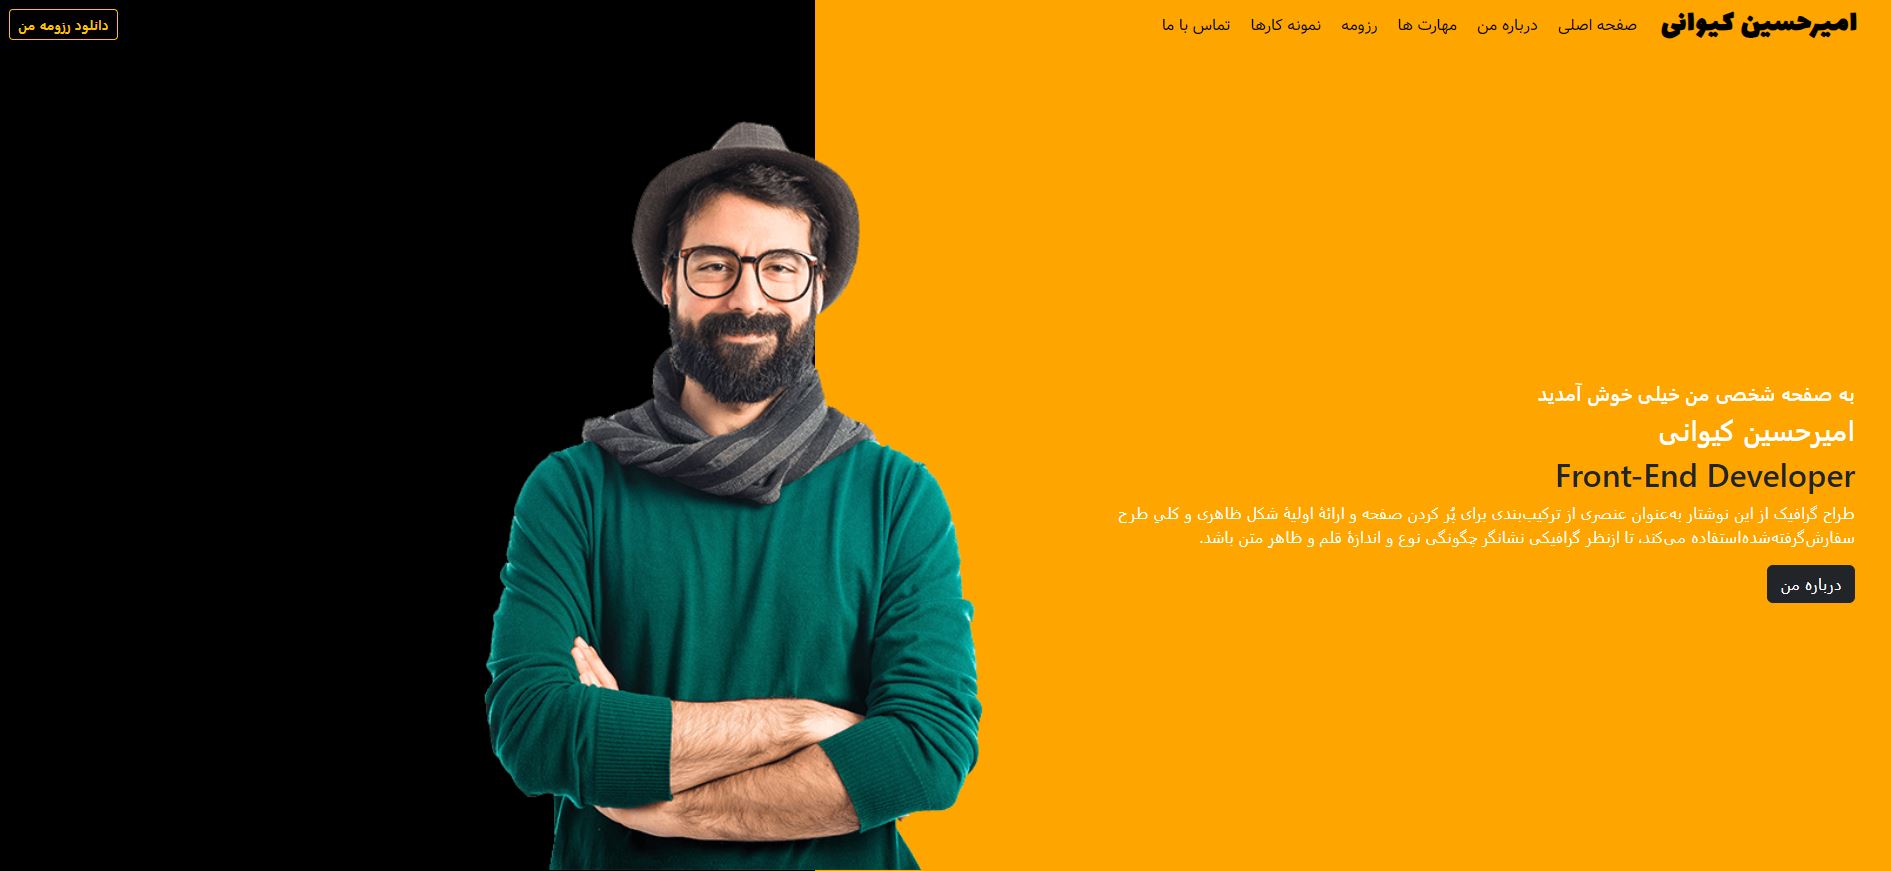 امیرحسین کیوانی
صفحه اصلی
درباره من
مهارت ها
رزومه
نمونه کارها
تماس با ما
دانلود رزومه من
به صفحه شخصی من خیلی خوش آمدید
امیرحسین کیوانی
Front-End Developer
طراح گرافیک از این نوشتار به‌عنوان عنصری از ترکیب‌بندی برای پُر کردن صفحه و ارائهٔ اولیهٔ شکل ظاهری و کلیِ طرح
سفارش‌گرفته‌شده‌استفاده می‌کند، تا ازنظر گرافیکی نشانگر چگونگی نوع و اندازهٔ قلم و ظاهرِ متن باشد.
درباره من